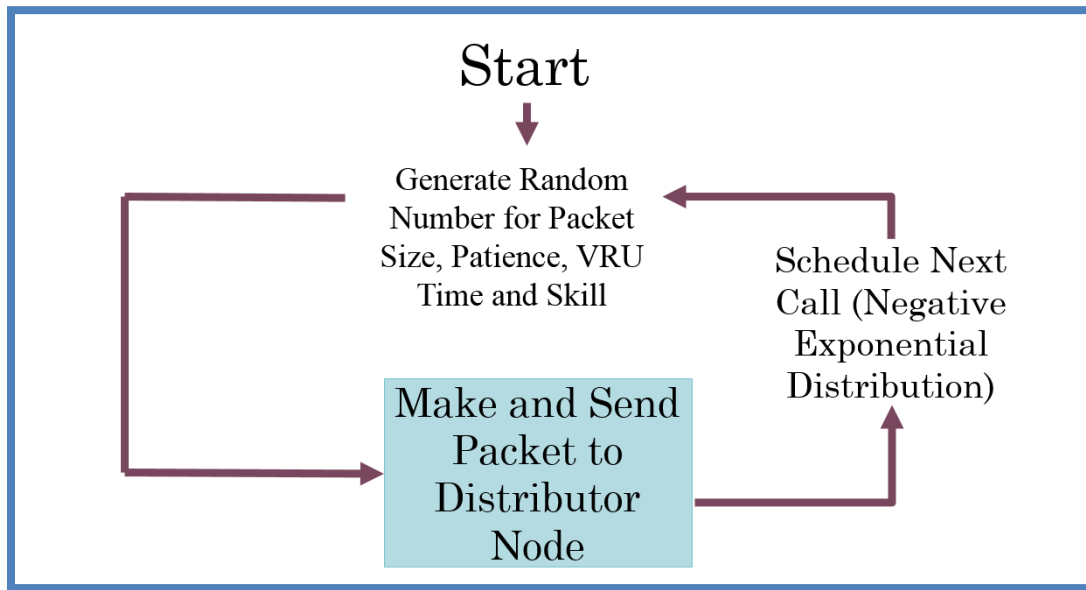 Start
Generate Random
Number for Packet
Size, Patience, VRU
Time and Skill
Schedule Next
Call (Negative
Exponential
Distribution)
Make and Send
Packet to
Distributor
Node